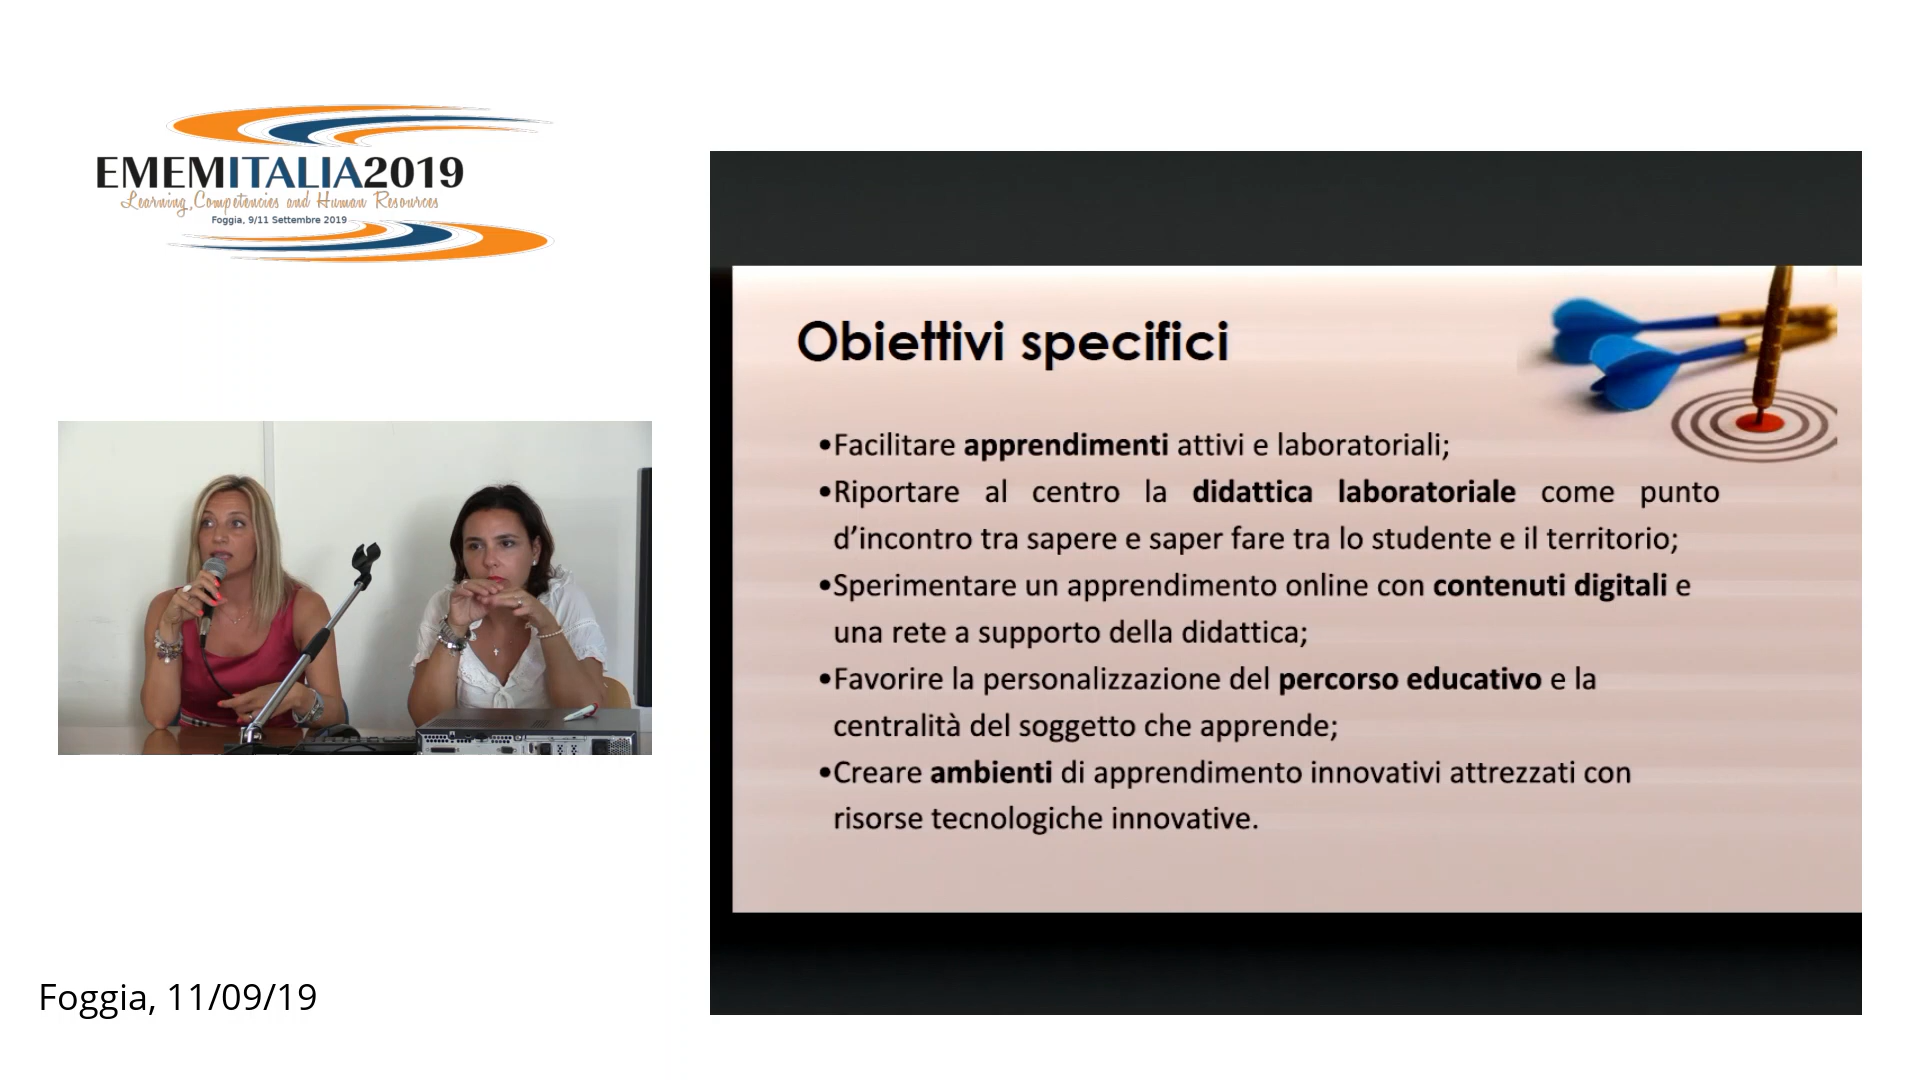 EMEMITALIA2019
Learning, Competencies and Human Resources
Foggia, 9/11 Settembre 2019
Obiettivi specifici
•Facilitare apprendimenti attivi e laboratoriali;
•Riportare al centro la didattica laboratoriale come punto
d’incontro tra sapere e saper fare tra lo studente e il territorio;
•Sperimentare un apprendimento online con contenuti digitali e
una rete a supporto della didattica;
•Favorire la personalizzazione del percorso educativo e la
centralità del soggetto che apprende;
•Creare ambienti di apprendimento innovativi attrezzati con
risorse tecnologiche innovative.
Foggia, 11/09/19